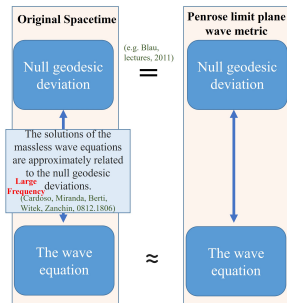 Original Spacetime
Penrose limit plane
wave metric
(e.g. Blau,
lectures, 2011)
Null geodesic
deviation
=
Null geodesic
deviation
The solutions of the
massless wave equations
are approximately related
to the null geodesic
deviations.
Large
Frequency
(Cardoso, Miranda, Berti,
Witek, Zanchin, 0812.1806)
The wave
equation
≈
The wave
equation